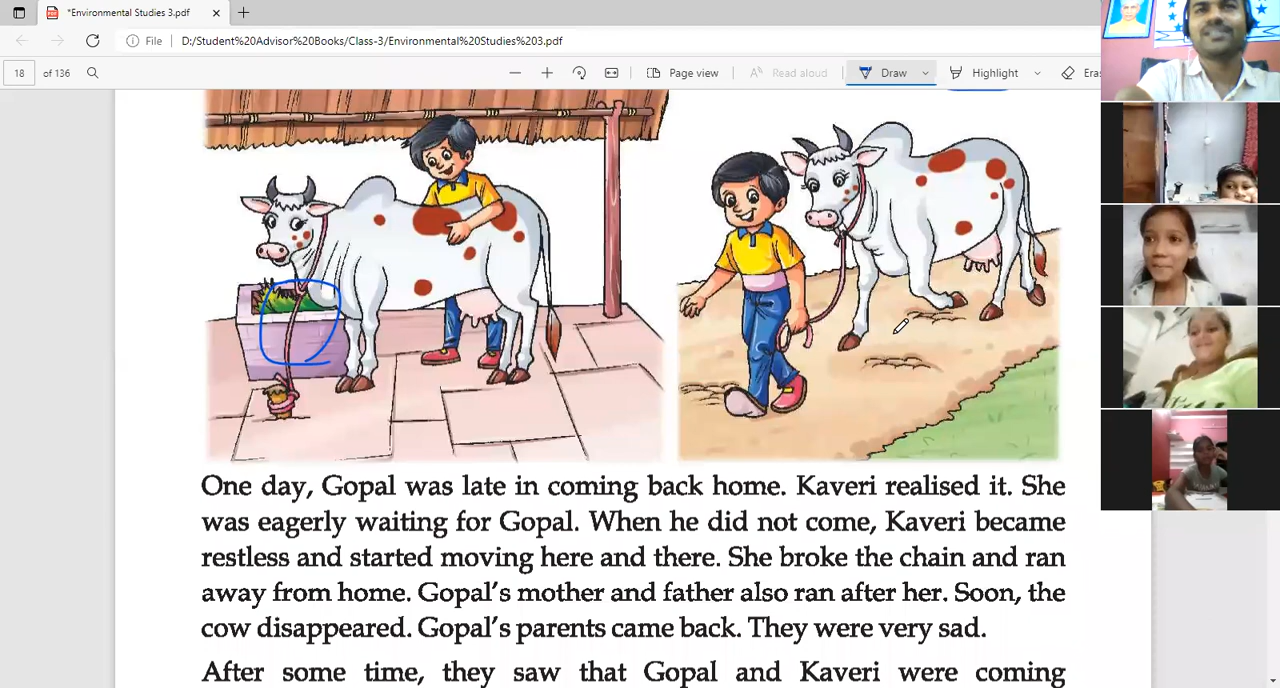 *Environmental Studies 3.pdf
File D:/Student%20Advisor%20Books/Class-3/Environmental%20Studies%203.pdf
18 of 136 Page view Read aloud Draw Highlight Eras
One day, Gopal was late in coming back home. Kaveri realised it. She
was eagerly waiting for Gopal. When he did not come, Kaveri became
restless and started moving here and there. She broke the chain and ran
away from home. Gopal's mother and father also ran after her. Soon, the
cow disappeared. Gopal's parents came back. They were very sad.
After some time, they saw that Gopal and Kaveri were coming